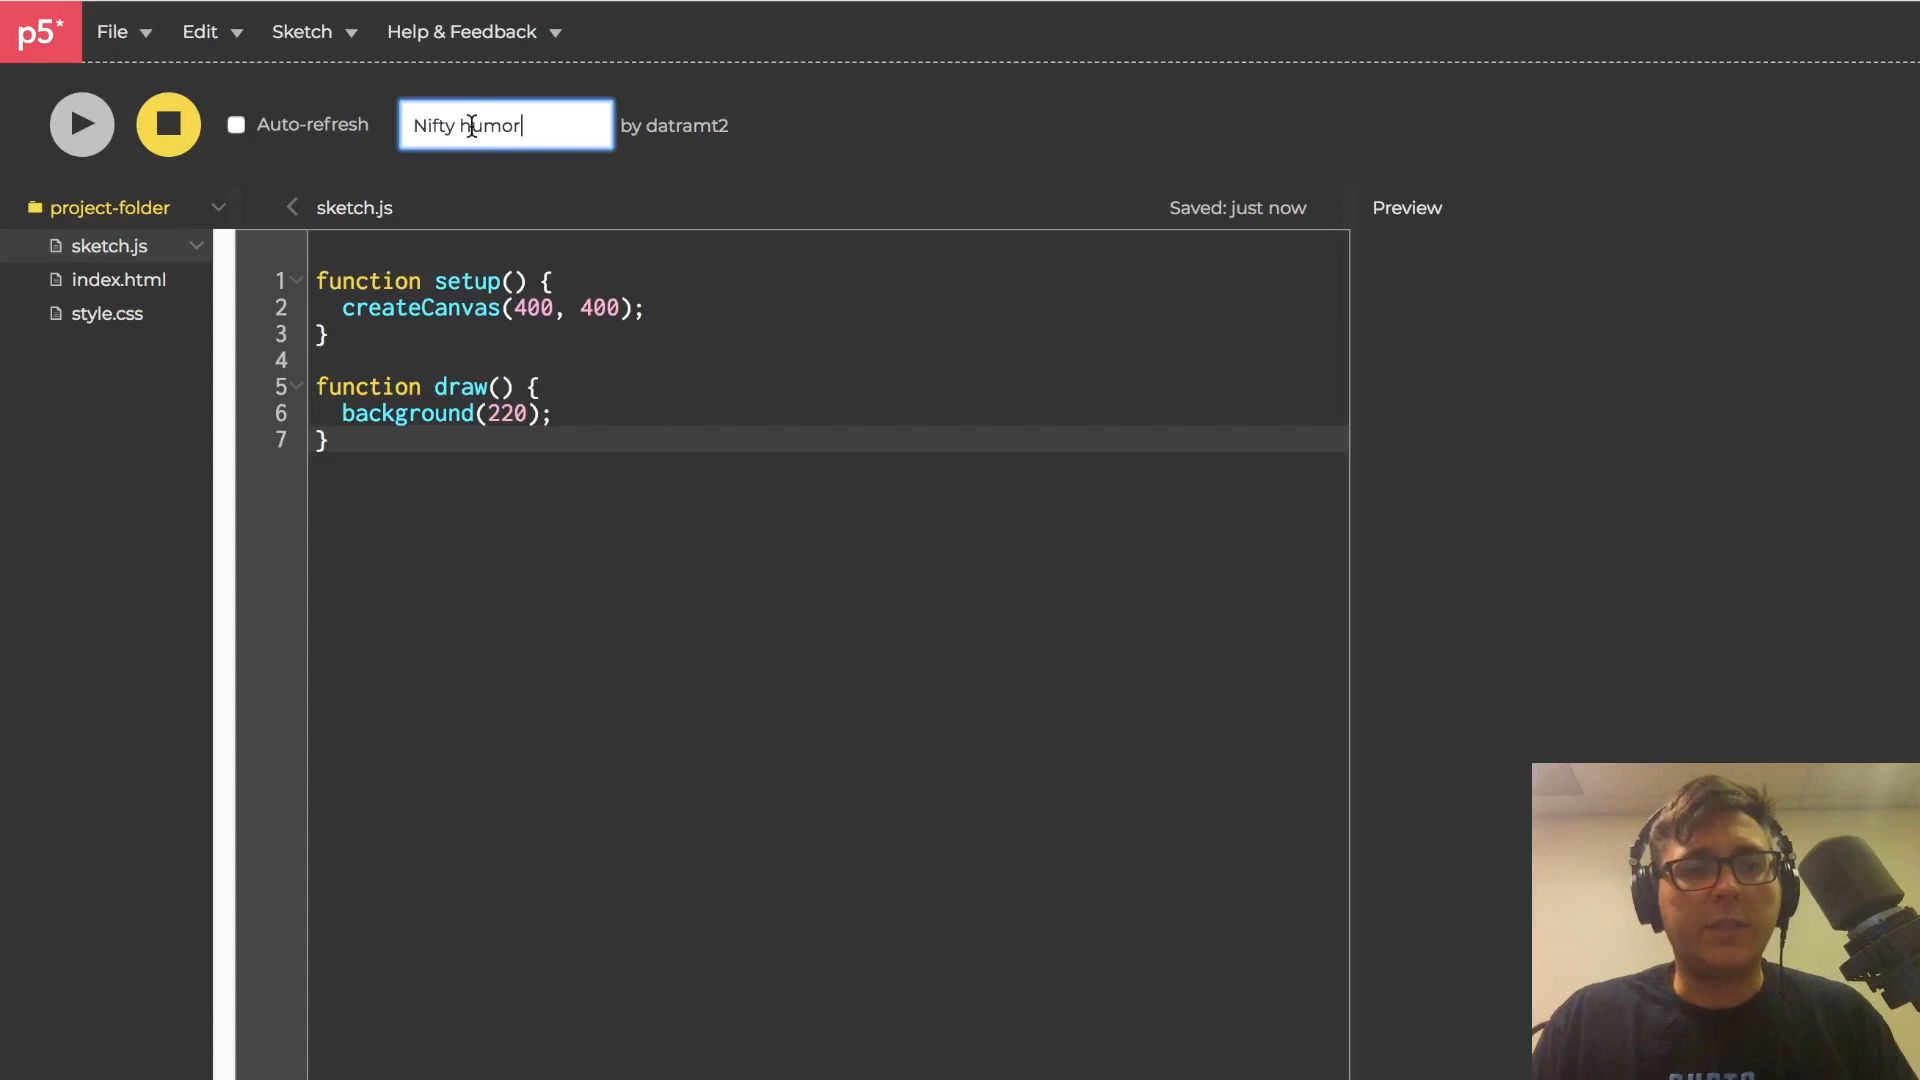 p5*
File
Edit
Sketch
Help & Feedback
Auto-refresh
Nifty humor
by datramt2
project-folder
sketch.js
index.html
style.css
sketch.js
Saved: just now
Preview
1 function setup() {
2   createCanvas(400, 400);
3 }
4
5 function draw() {
6   background(220);
7 }